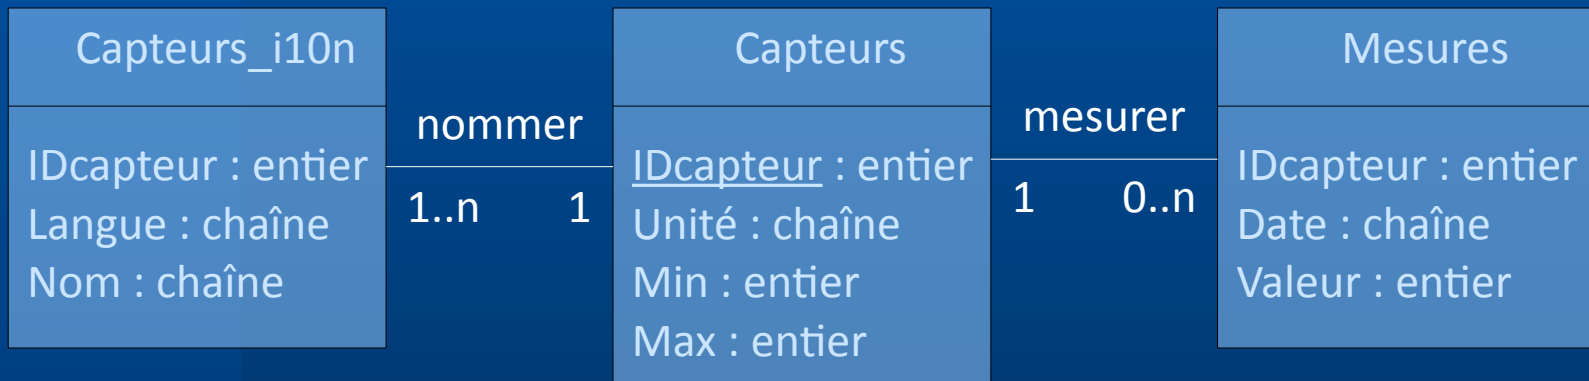 Capteurs_i10n
IDcapteur : entier
Langue : chaîne
Nom : chaîne
nommer
1..n 1
Capteurs
IDcapteur : entier
Unité : chaîne
Min : entier
Max : entier
mesurer
1 0..n
Mesures
IDcapteur : entier
Date : chaîne
Valeur : entier